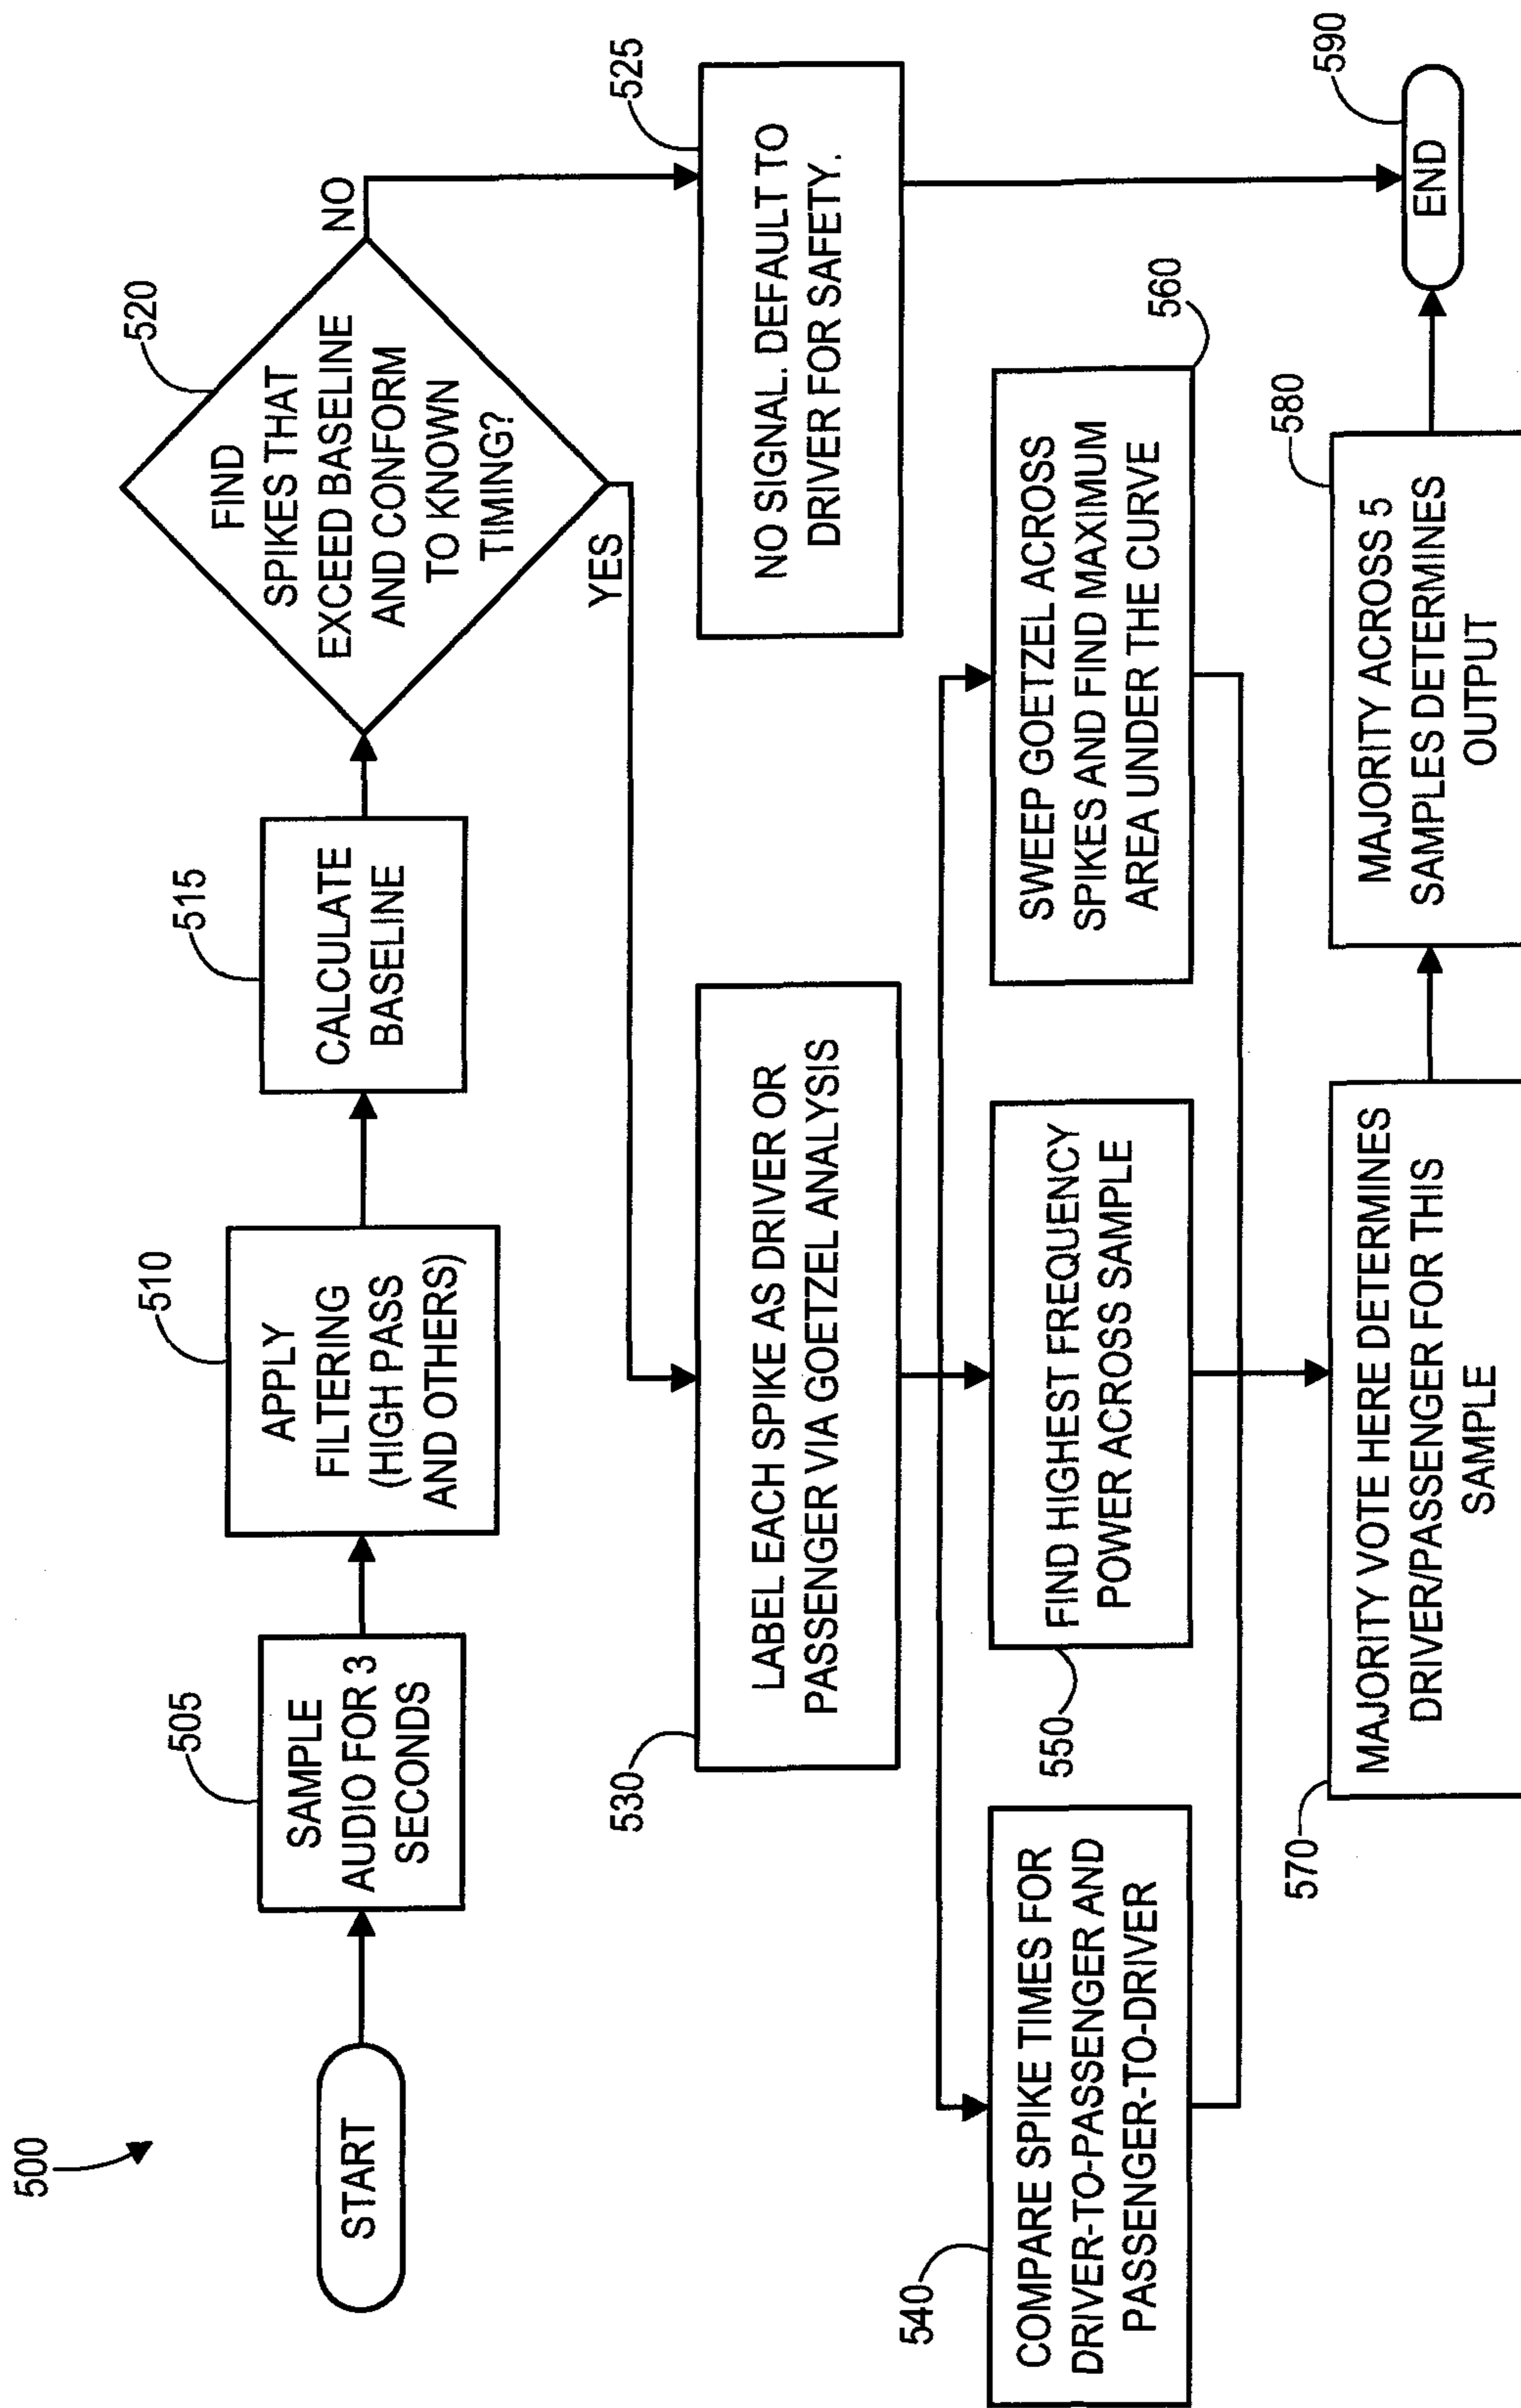 500
START
505
SAMPLE
AUDIO FOR 3
SECONDS
510
APPLY
FILTERING
(HIGH PASS
AND OTHERS)
515
CALCULATE
BASELINE
520
FIND
SPIKES THAT
EXCEED BASELINE
AND CONFORM
TO KNOWN
TIMING?
NO
YES
525
NO SIGNAL. DEFAULT TO
DRIVER FOR SAFETY.
530
LABEL EACH SPIKE AS DRIVER OR
PASSENGER VIA GOETZEL ANALYSIS
540
COMPARE SPIKE TIMES FOR
DRIVER-TO-PASSENGER AND
PASSENGER-TO-DRIVER
550
FIND HIGHEST FREQUENCY
POWER ACROSS SAMPLE
560
SWEEP GOETZEL ACROSS
SPIKES AND FIND MAXIMUM
AREA UNDER THE CURVE
570
MAJORITY VOTE HERE DETERMINES
DRIVER/PASSENGER FOR THIS
SAMPLE
580
MAJORITY ACROSS 5
SAMPLES DETERMINES
OUTPUT
590
END